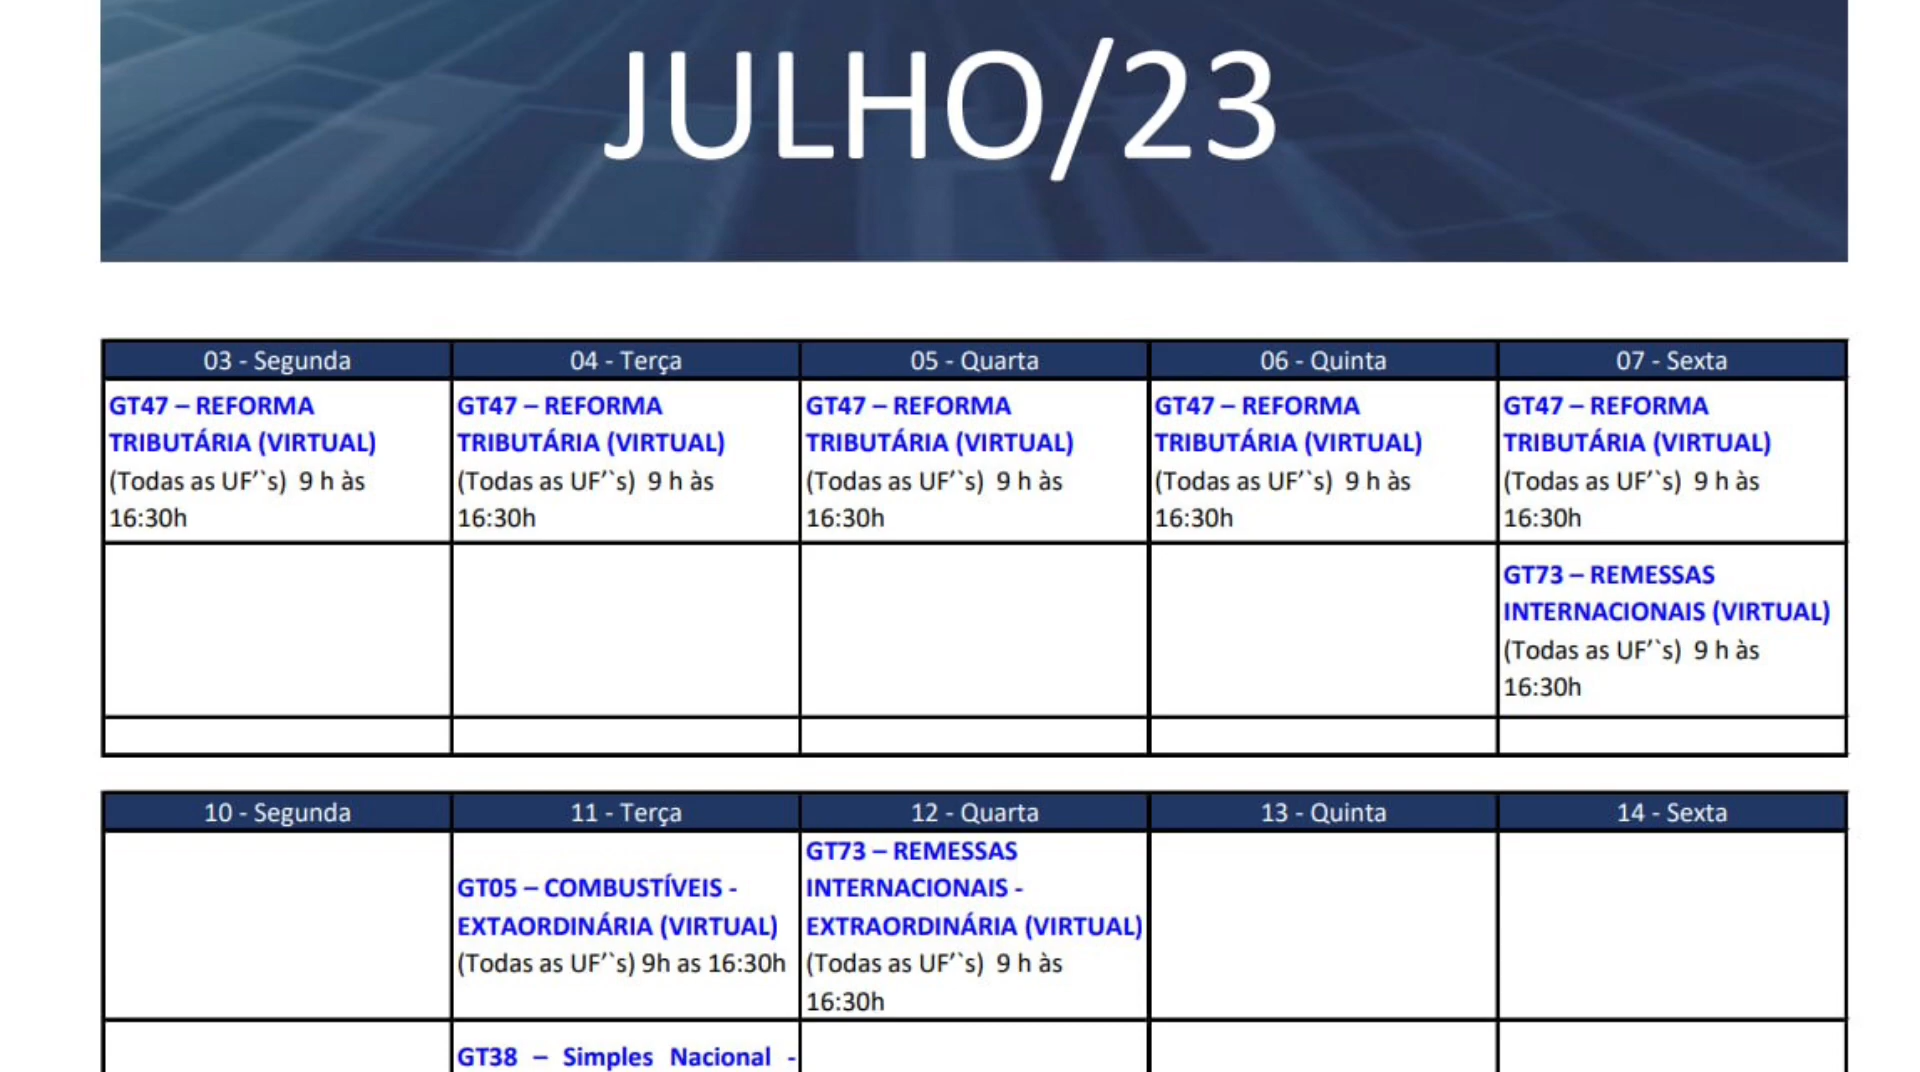 JULHO/23
03 - Segunda
04 - Terça
05 - Quarta
06 - Quinta
07 - Sexta
GT47 – REFORMA
TRIBUTÁRIA (VIRTUAL)
(Todas as UF’`s)  9 h às
16:30h
GT47 – REFORMA
TRIBUTÁRIA (VIRTUAL)
(Todas as UF’`s)  9 h às
16:30h
GT47 – REFORMA
TRIBUTÁRIA (VIRTUAL)
(Todas as UF’`s)  9 h às
16:30h
GT47 – REFORMA
TRIBUTÁRIA (VIRTUAL)
(Todas as UF’`s)  9 h às
16:30h
GT47 – REFORMA
TRIBUTÁRIA (VIRTUAL)
(Todas as UF’`s)  9 h às
16:30h
GT73 – REMESSAS
INTERNACIONAIS (VIRTUAL)
(Todas as UF’`s)  9 h às
16:30h
10 - Segunda
11 - Terça
12 - Quarta
13 - Quinta
14 - Sexta
GT05 – COMBUSTÍVEIS -
EXTAORDINÁRIA (VIRTUAL)
(Todas as UF’`s) 9h as 16:30h
GT73 – REMESSAS
INTERNACIONAIS -
EXTRAORDINÁRIA (VIRTUAL)
(Todas as UF’`s)  9 h às
16:30h
GT38 – Simples Nacional -